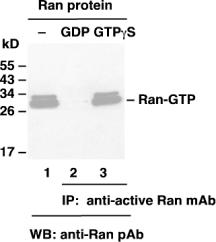 Ran protein
– GDP GTPγS
kD
55
43
34
26
17
– Ran-GTP
1 2 3
IP: anti-active Ran mAb
WB: anti-Ran pAb